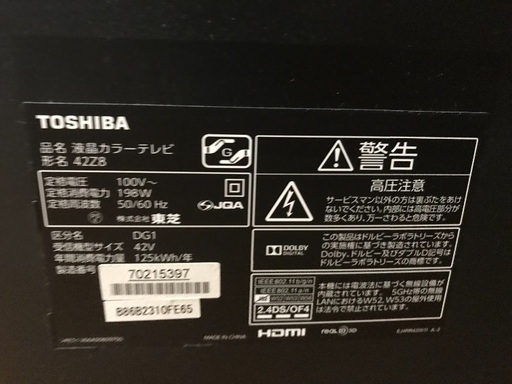 TOSHIBA
品名 液晶カラーテレビ
形名 42Z8
定格電圧 100V～
定格消費電力 198W
定格周波数 50/60 Hz
JQA
株式会社 東芝
区分名 DG1
受信機型サイズ 42V
年間消費電力量 125kWh/年
製造番号 70215397
B86B2310FE65
警告
高圧注意
サービスマン以外の方は裏ぶたをあけ
ないでください。内部には高電圧部分が
数多くあり、万一さわると危険です。
DOLBY
DIGITAL
この製品はドルビーラボラトリーズから
の実施権に基づき製造されています。
Dolby、ドルビー及びダブルD記号は
ドルビーラボラトリーズの商標です。
IEEE802.11b/g/n
IEEE802.11a/n
W52 W53 W56
2.4DS/OF4
本機には電波法に基づく無線設備が
内蔵されています。 5GHz帯の無線
LANにおけるW52、W53の屋外使用
は法令で禁止されています。
MADE IN CHINA
HDMI
REAL D 3D